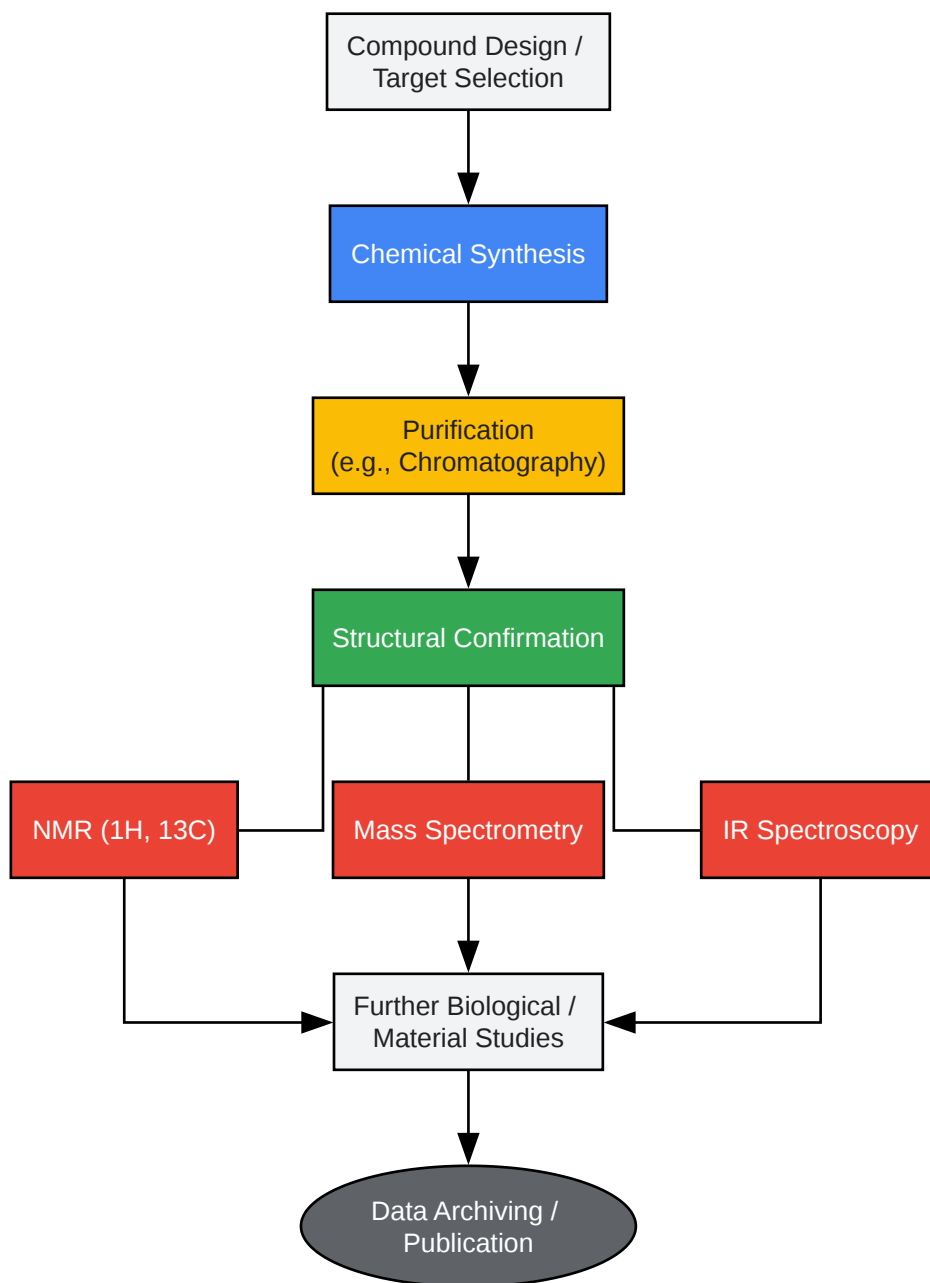 Compound Design /
Target Selection
Chemical Synthesis
Purification
(e.g., Chromatography)
Structural Confirmation
NMR (1H, 13C)
Mass Spectrometry
IR Spectroscopy
Further Biological /
Material Studies
Data Archiving /
Publication